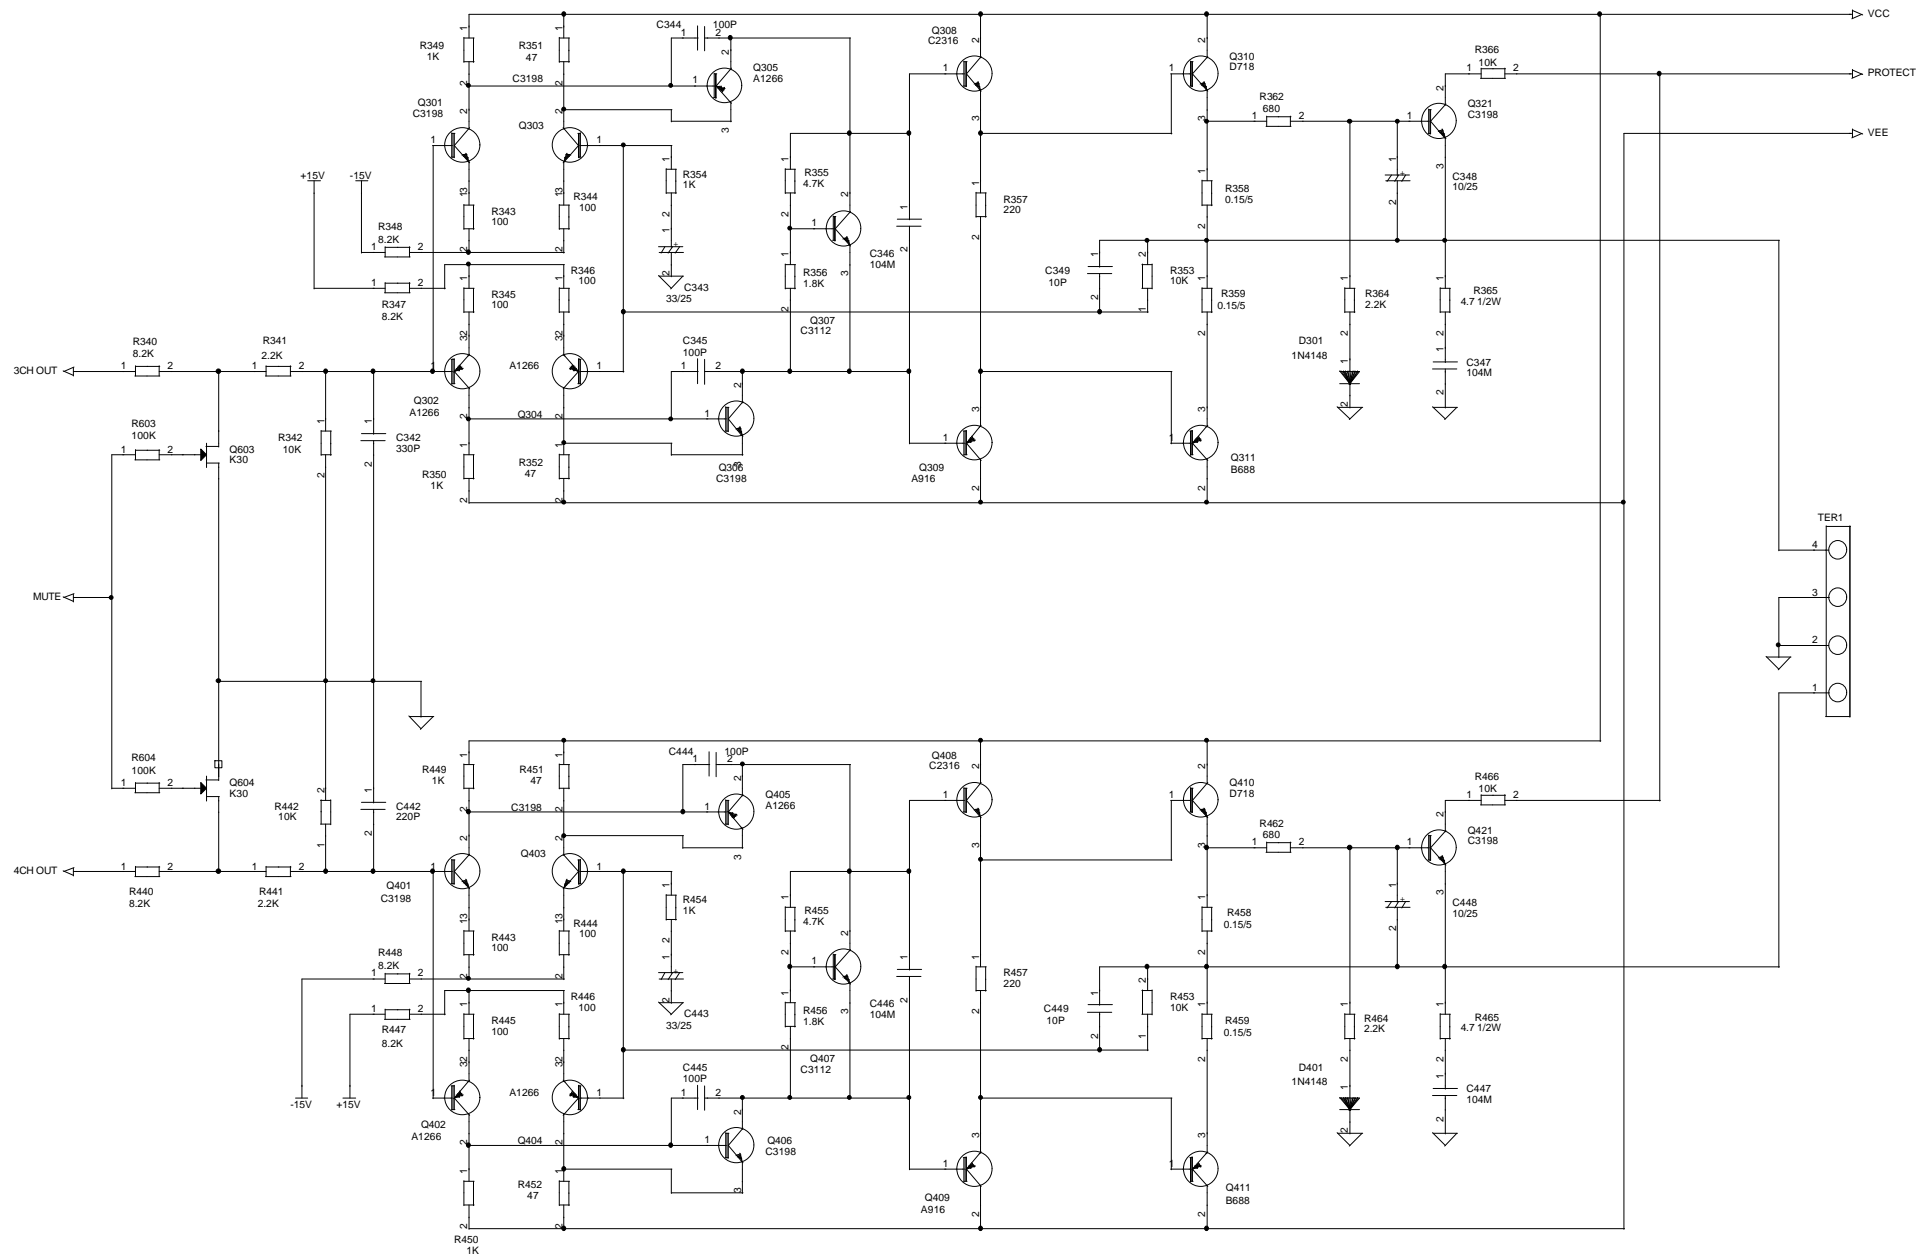 VCC
PROTECT
VEE
C344
100P
R349
1K
R351
47
Q305
A1266
Q308
C2316
Q310
D718
R366
10K
C3198
Q301
C3198
Q303
R362
680
Q321
C3198
+15V
-15V
R354
1K
R355
4.7K
R343
100
R344
100
R357
220
R358
0.15/5
C348
10/25
R348
8.2K
C346
104M
R346
100
R345
100
R347
8.2K
C343
33/25
R356
1.8K
C349
10P
R353
10K
R359
0.15/5
R364
2.2K
R365
4.7 1/2W
Q307
C3112
R340
8.2K
R341
2.2K
C345
100P
D301
1N4148
3CH OUT
A1266
C347
104M
Q302
A1266
Q304
R603
100K
Q603
K30
R342
10K
C342
330P
R350
1K
R352
47
Q306
C3198
Q309
A916
Q311
B688
TER1
4
3
2
1
MUTE
R604
100K
Q604
K30
R442
10K
C442
220P
R449
1K
R451
47
C444
100P
Q405
A1266
Q408
C2316
Q410
D718
R466
10K
C3198
Q403
R462
680
Q421
C3198
4CH OUT
R440
8.2K
R441
2.2K
Q401
C3198
R454
1K
R455
4.7K
R458
0.15/5
C448
10/25
R443
100
R444
100
R448
8.2K
R457
220
R446
100
C443
33/25
C446
104M
R456
1.8K
C449
10P
R453
10K
R459
0.15/5
R464
2.2K
R465
4.7 1/2W
R445
100
R447
8.2K
Q407
C3112
C445
100P
D401
1N4148
C447
104M
-15V
+15V
A1266
Q402
A1266
Q404
Q406
C3198
R452
47
Q409
A916
Q411
B688
R450
1K